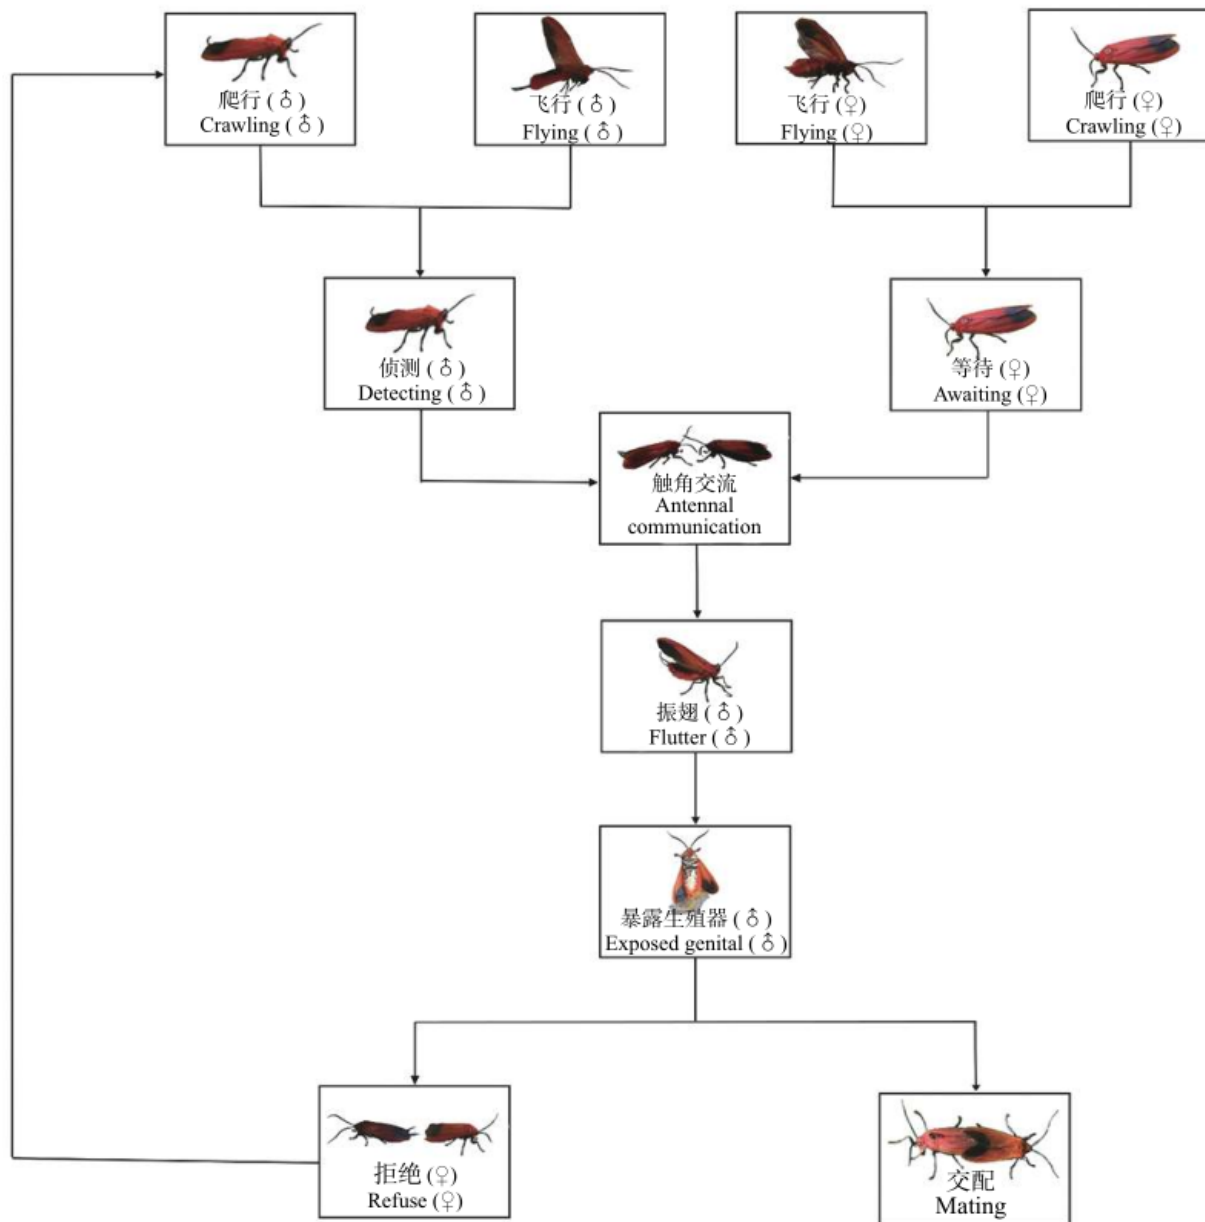 爬行 (♂)
Crawling (♂)
飞行 (♂)
Flying (♂)
飞行 (♀)
Flying (♀)
爬行 (♀)
Crawling (♀)
侦测 (♂)
Detecting (♂)
等待 (♀)
Awaiting (♀)
触角交流
Antennal
communication
振翅 (♂)
Flutter (♂)
暴露生殖器 (♂)
Exposed genital (♂)
拒绝 (♀)
Refuse (♀)
交配
Mating